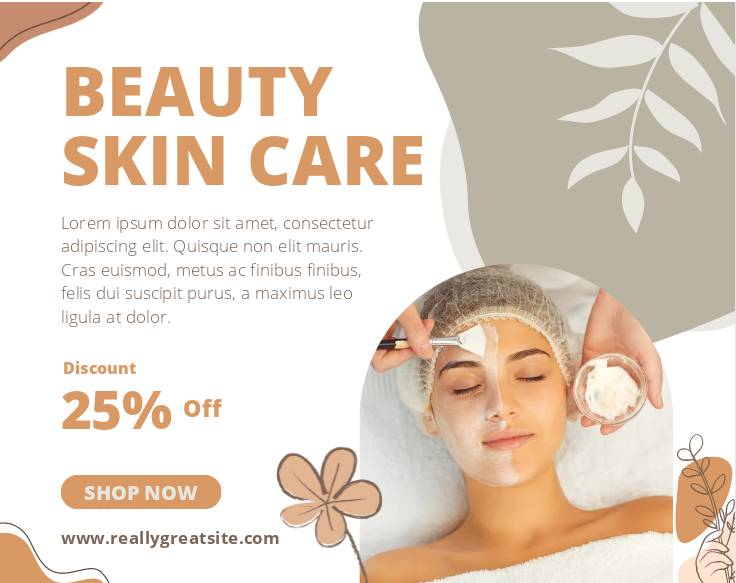 BEAUTY
SKIN CARE
Lorem ipsum dolor sit amet, consectetur
adipiscing elit. Quisque non elit mauris.
Cras euismod, metus ac finibus finibus,
felis dui suscipit purus, a maximus leo
ligula at dolor.
Discount
25% Off
SHOP NOW
www.reallygreatsite.com